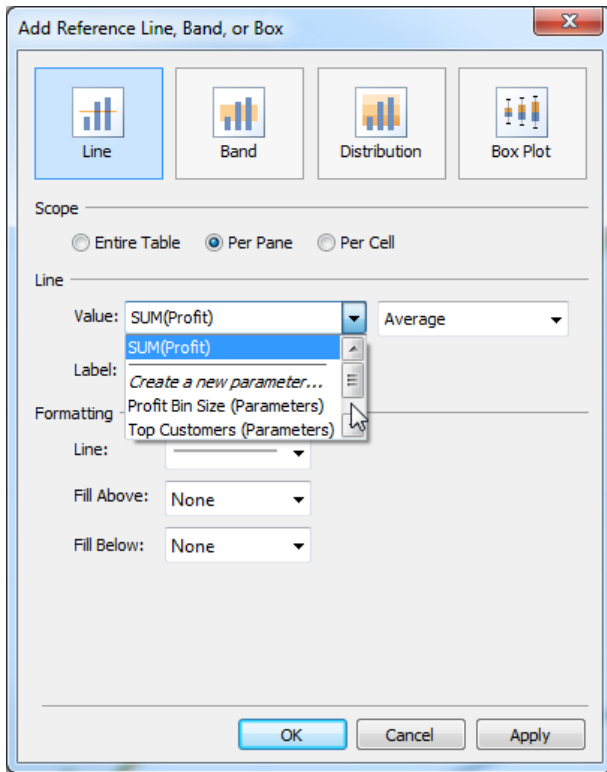 Add Reference Line, Band, or Box
Line Band Distribution Box Plot
Scope
Entire Table Per Pane Per Cell
Line
Value: SUM(Profit) Average
SUM(Profit)
Label:
Create a new parameter...
Profit Bin Size (Parameters)
Formatting
Top Customers (Parameters)
Line:
Fill Above: None
Fill Below: None
OK Cancel Apply